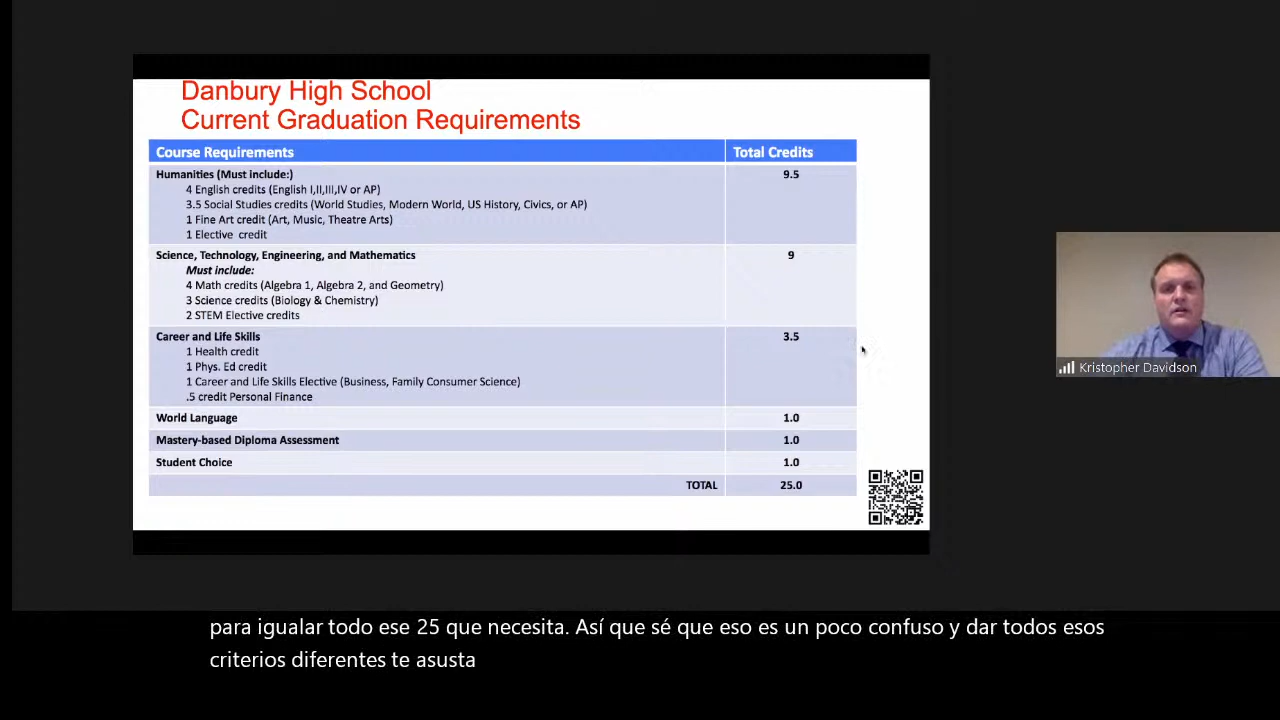 Danbury High School
Current Graduation Requirements
Course Requirements Total Credits
Humanities (Must include:) 9.5
4 English credits (English I,II,III,IV or AP)
3.5 Social Studies credits (World Studies, Modern World, US History, Civics, or AP)
1 Fine Art credit (Art, Music, Theatre Arts)
1 Elective credit
Science, Technology, Engineering, and Mathematics 9
Must include:
4 Math credits (Algebra 1, Algebra 2, and Geometry)
3 Science credits (Biology & Chemistry)
2 STEM Elective credits
Career and Life Skills 3.5
1 Health credit
1 Phys. Ed credit
1 Career and Life Skills Elective (Business, Family Consumer Science)
.5 credit Personal Finance
World Language 1.0
Mastery-based Diploma Assessment 1.0
Student Choice 1.0
TOTAL 25.0
Kristopher Davidson
para igualar todo ese 25 que necesita. Así que sé que eso es un poco confuso y dar todos esos
criterios diferentes te asusta